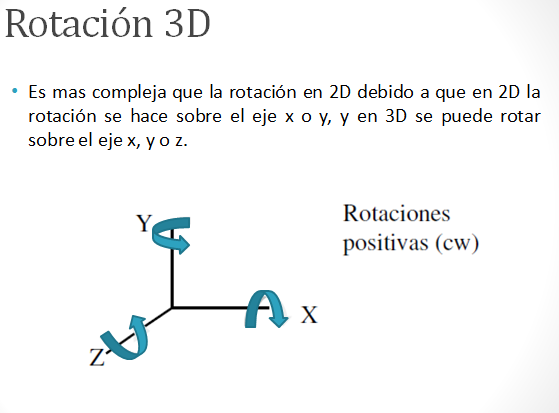 Rotación 3D
• Es mas compleja que la rotación en 2D debido a que en 2D la
rotación se hace sobre el eje x o y, y en 3D se puede rotar
sobre el eje x, y o z.
Y
Rotaciones
positivas (cw)
X
Z